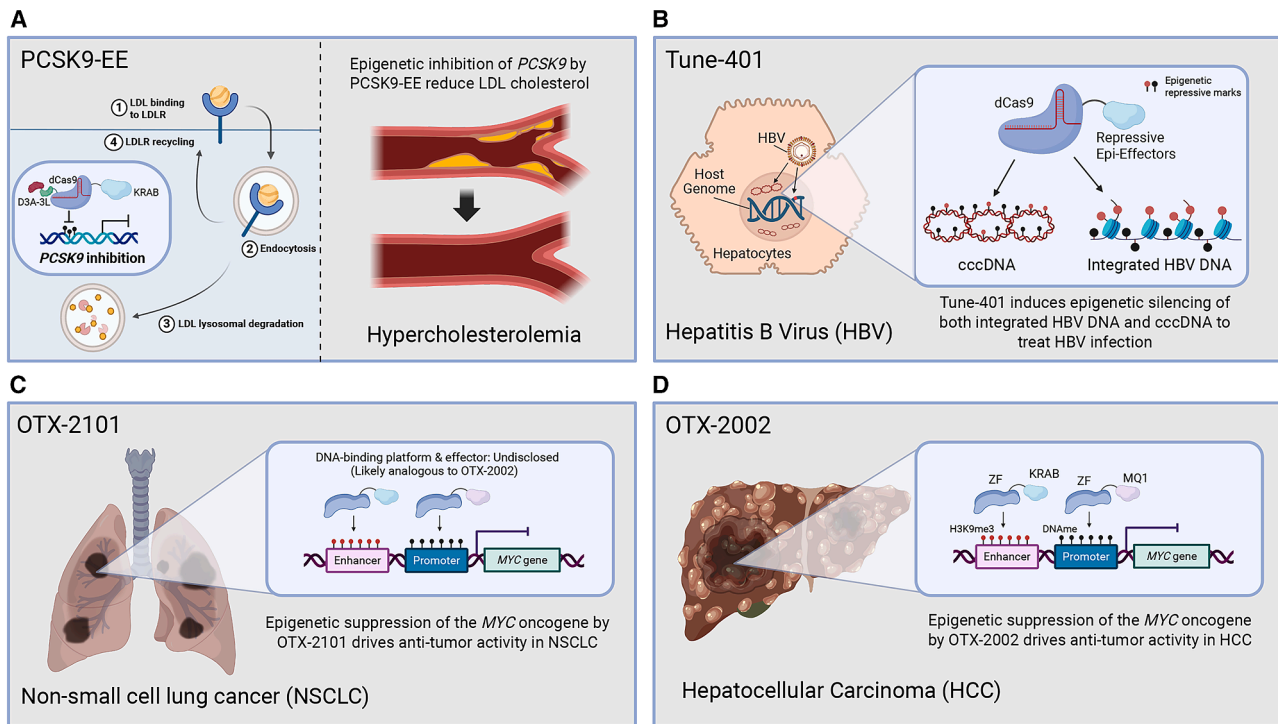 A
PCSK9-EE
① LDL binding
to LDLR
④ LDLR recycling
dCas9
D3A-3L
KRAB
PCSK9 inhibition
② Endocytosis
③ LDL lysosomal degradation
Epigenetic inhibition of PCSK9 by
PCSK9-EE reduce LDL cholesterol
Hypercholesterolemia
B
Tune-401
HBV
Host
Genome
Hepatocytes
dCas9
Epigenetic
repressive marks
Repressive
Epi-Effectors
cccDNA
Integrated HBV DNA
Tune-401 induces epigenetic silencing of
both integrated HBV DNA and cccDNA to
treat HBV infection
Hepatitis B Virus (HBV)
C
OTX-2101
DNA-binding platform & effector: Undisclosed
(Likely analogous to OTX-2002)
Enhancer
Promoter
MYC gene
Epigenetic suppression of the MYC oncogene by
OTX-2101 drives anti-tumor activity in NSCLC
Non-small cell lung cancer (NSCLC)
D
OTX-2002
ZF
KRAB
ZF
MQ1
H3K9me3
DNAme
Enhancer
Promoter
MYC gene
Epigenetic suppression of the MYC oncogene
by OTX-2002 drives anti-tumor activity in HCC
Hepatocellular Carcinoma (HCC)